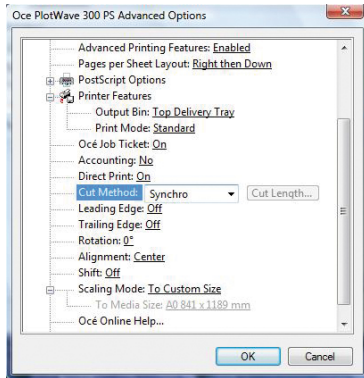 Oce PlotWave 300 PS Advanced Options
Advanced Printing Features: Enabled
Pages per Sheet Layout: Right then Down
PostScript Options
Printer Features
Output Bin: Top Delivery Tray
Print Mode: Standard
Océ Job Ticket: On
Accounting: No
Direct Print: On
Cut Method: Synchro Cut Length...
Leading Edge: Off
Trailing Edge: Off
Rotation: 0°
Alignment: Center
Shift: Off
Scaling Mode: To Custom Size
To Media Size: A0 841 x 1189 mm
Océ Online Help...
OK Cancel